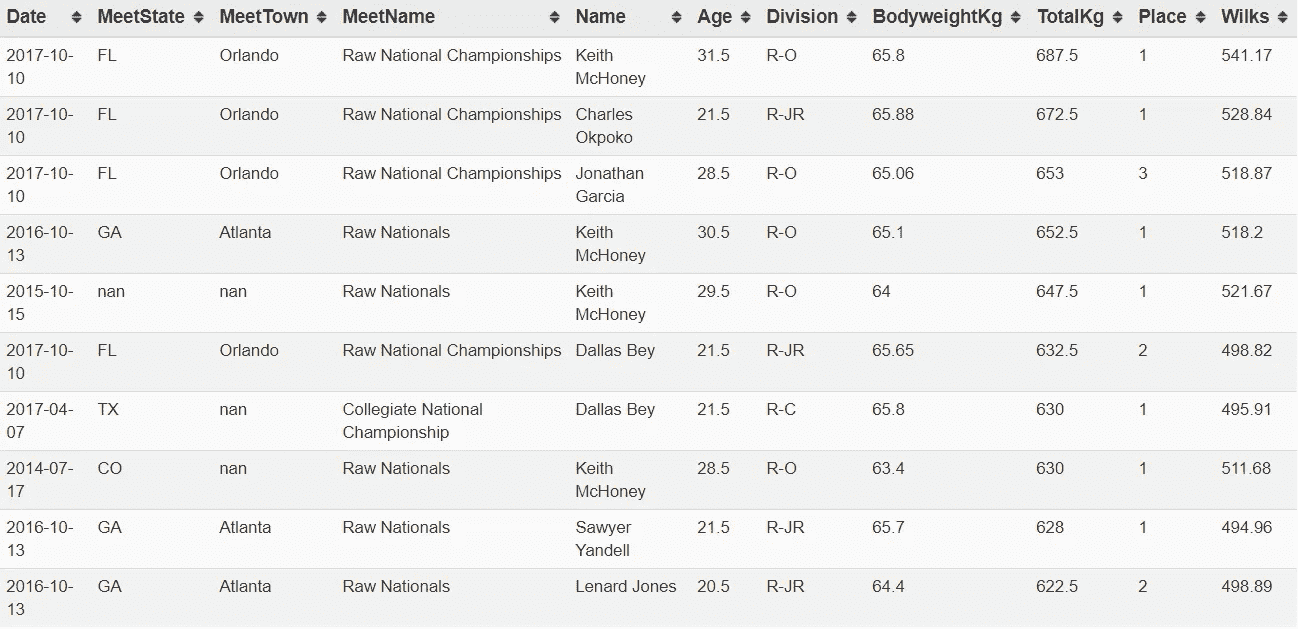 Date MeetState MeetTown MeetName Name Age Division BodyweightKg TotalKg Place Wilks
2017-10- FL Orlando Raw National Championships Keith 31.5 R-O 65.8 687.5 1 541.17
10 McHoney
2017-10- FL Orlando Raw National Championships Charles 21.5 R-JR 65.88 672.5 1 528.84
10 Okpoko
2017-10- FL Orlando Raw National Championships Jonathan 28.5 R-O 65.06 653 3 518.87
10 Garcia
2016-10- GA Atlanta Raw Nationals Keith 30.5 R-O 65.1 652.5 1 518.2
13 McHoney
2015-10- nan nan Raw Nationals Keith 29.5 R-O 64 647.5 1 521.67
15 McHoney
2017-10- FL Orlando Raw National Championships Dallas Bey 21.5 R-JR 65.65 632.5 2 498.82
10
2017-04- TX nan Collegiate National Dallas Bey 21.5 R-C 65.8 630 1 495.91
07 Championship
2014-07- CO nan Raw Nationals Keith 28.5 R-O 63.4 630 1 511.68
17 McHoney
2016-10- GA Atlanta Raw Nationals Sawyer 21.5 R-JR 65.7 628 1 494.96
13 Yandell
2016-10- GA Atlanta Raw Nationals Lenard Jones 20.5 R-JR 64.4 622.5 2 498.89
13